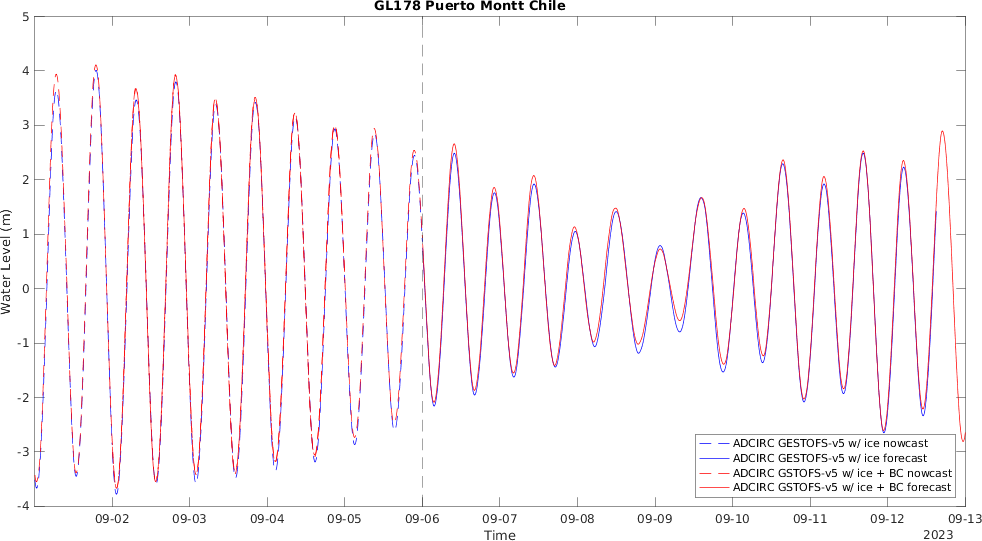 GL178 Puerto Montt Chile
5
4
3
2
1
0
-1
-2
-3
-4
Water Level (m)
ADCIRC GESTOFS-v5 w/ ice nowcast
ADCIRC GESTOFS-v5 w/ ice forecast
ADCIRC GSTOFS-v5 w/ ice + BC nowcast
ADCIRC GSTOFS-v5 w/ ice + BC forecast
09-02 09-03 09-04 09-05 09-06 09-07 09-08 09-09 09-10 09-11 09-12 09-13
Time
2023